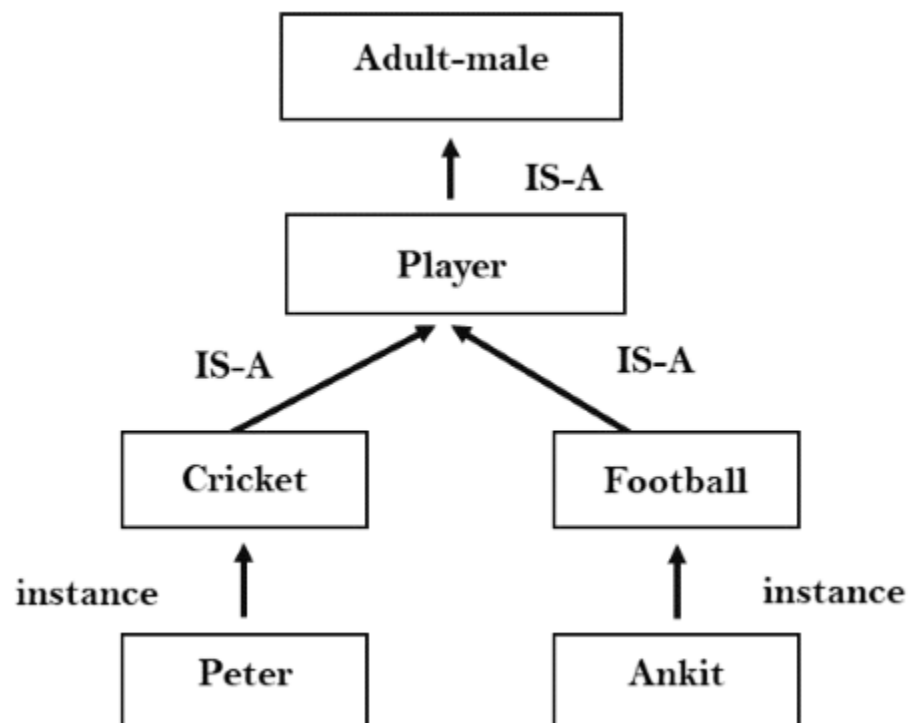 Adult-male
IS-A
Player
IS-A
IS-A
Cricket
Football
instance
instance
Peter
Ankit